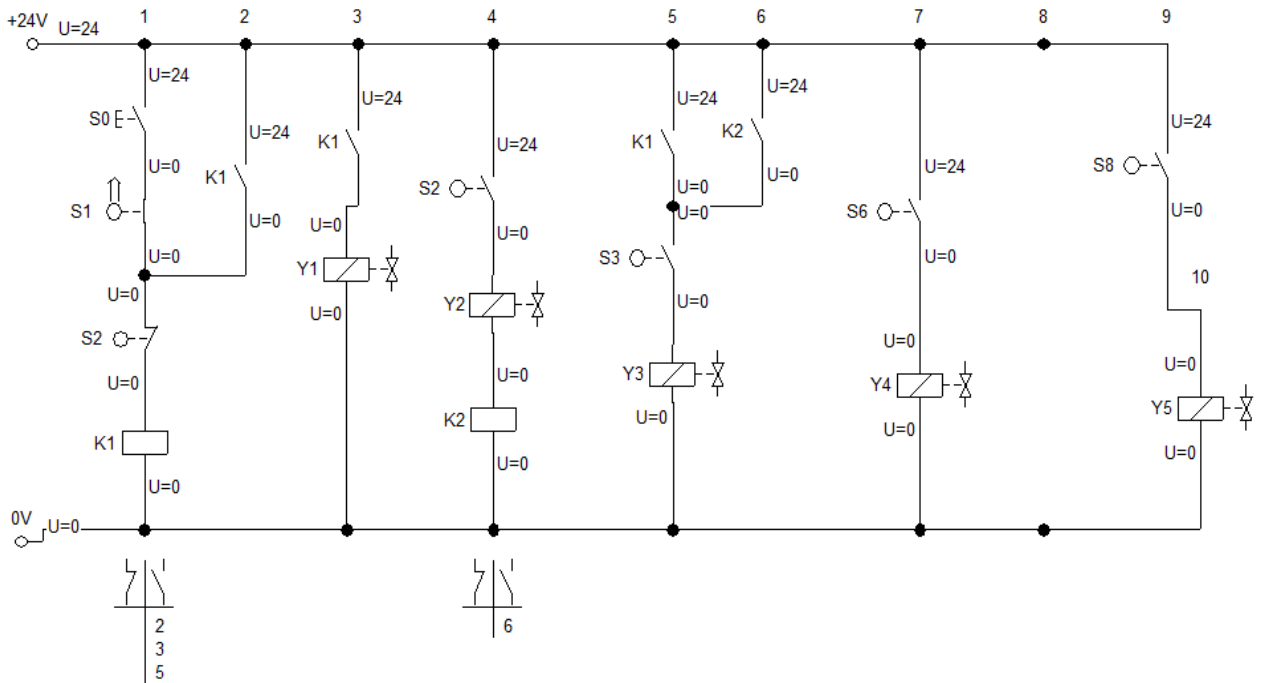 +24V U=24 1 2 3 4 5 6 7 8 9
U=24 U=24 U=24 U=24
S0 U=24 U=24 U=24
K1 K1 K2
U=0 U=0 U=24 S8
K1 S2 U=0 U=0
S1 U=0 S6 U=0
U=0 U=0 U=0
U=0 S3 U=0
U=0 Y1 10
Y2 U=0
U=0 U=0
S2 U=0
U=0 U=0 Y3 Y4 U=0
K2 U=0 Y5
K1 U=0
U=0 U=0
U=0
0V U=0
2 6
3
5